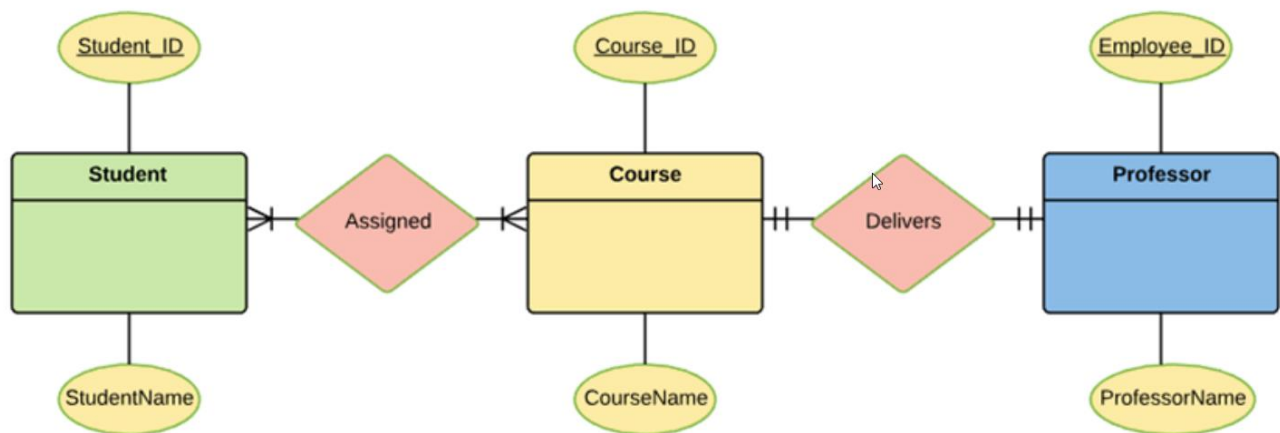 Student_ID
Course_ID
Employee_ID
Student
Course
Professor
Assigned
Delivers
StudentName
CourseName
ProfessorName